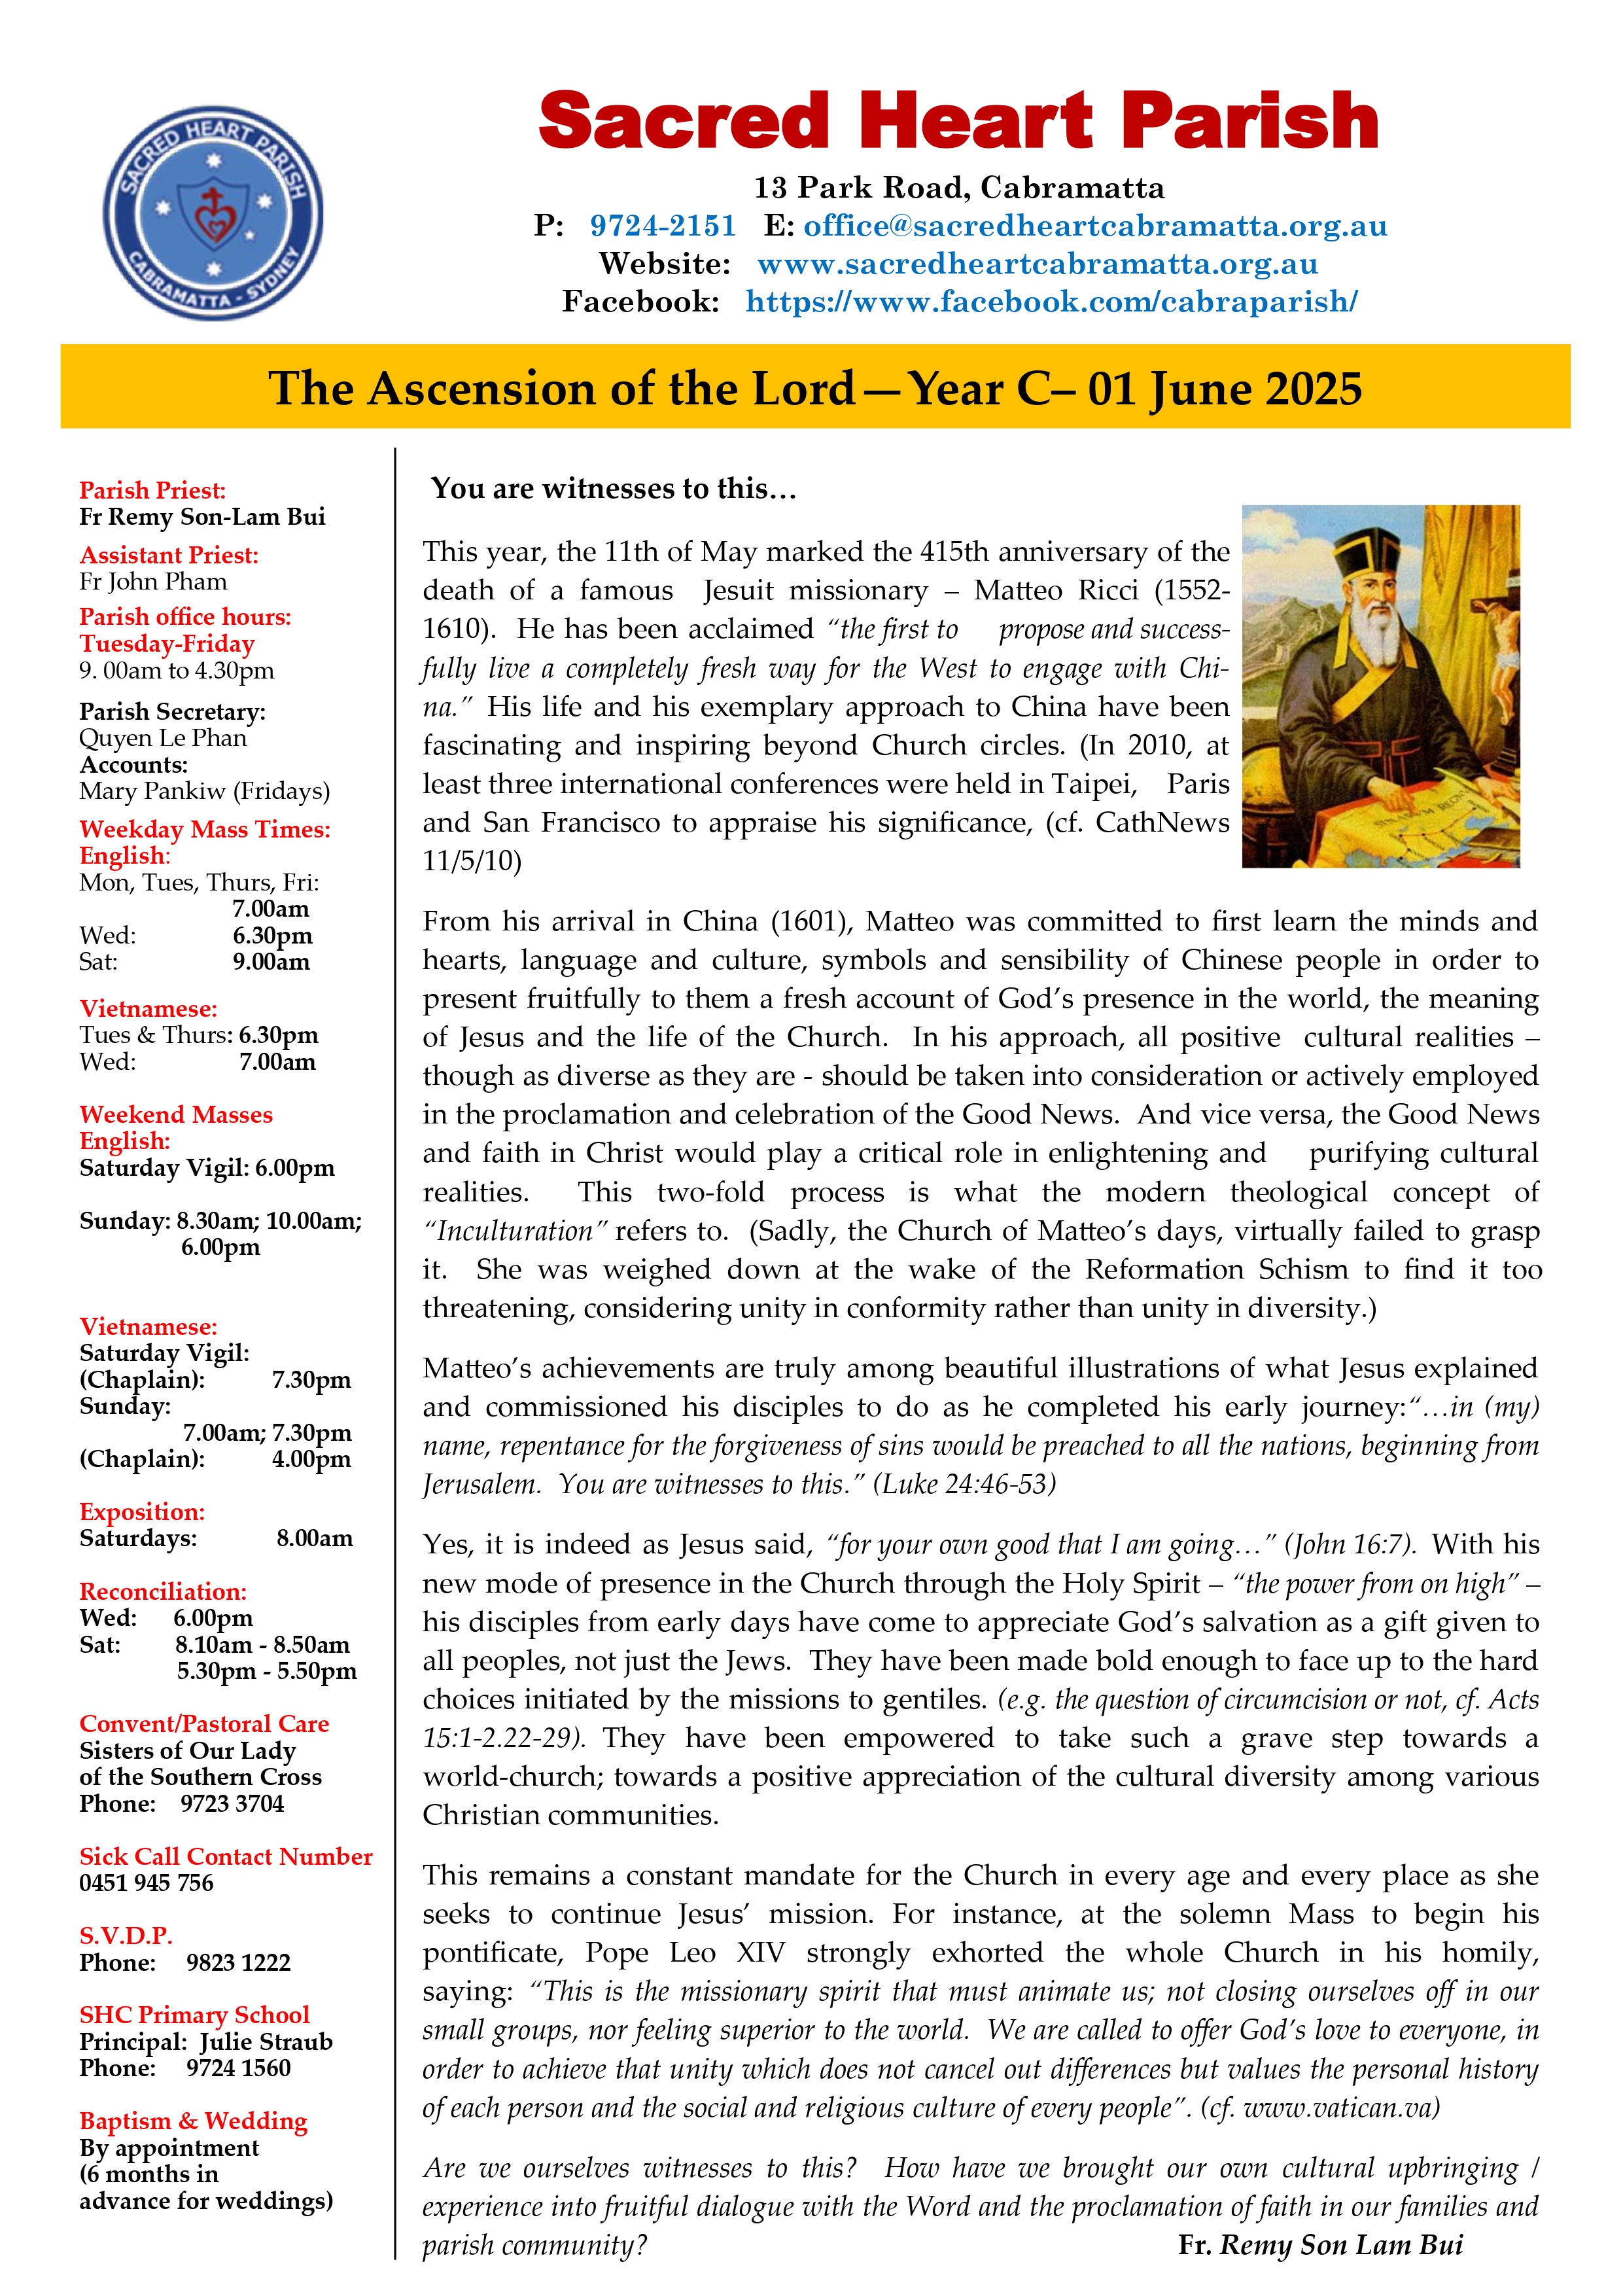 SACRED HEART PARISH
CABRAMATTA - SYDNEY
Sacred Heart Parish
13 Park Road, Cabramatta
P: 9724-2151 E: office@sacredheartcabramatta.org.au
Website: www.sacredheartcabramatta.org.au
Facebook: https://www.facebook.com/cabraparish/
The Ascension of the Lord—Year C– 01 June 2025
Parish Priest:
Fr Remy Son-Lam Bui
Assistant Priest:
Fr John Pham
Parish office hours:
Tuesday-Friday
9. 00am to 4.30pm
Parish Secretary:
Quyen Le Phan
Accounts:
Mary Pankiw (Fridays)
Weekday Mass Times:
English:
Mon, Tues, Thurs, Fri:
7.00am
Wed: 6.30pm
Sat: 9.00am
Vietnamese:
Tues & Thurs: 6.30pm
Wed: 7.00am
Weekend Masses
English:
Saturday Vigil: 6.00pm
Sunday: 8.30am; 10.00am;
6.00pm
Vietnamese:
Saturday Vigil:
(Chaplain): 7.30pm
Sunday:
7.00am; 7.30pm
(Chaplain): 4.00pm
Exposition:
Saturdays: 8.00am
Reconciliation:
Wed: 6.00pm
Sat: 8.10am - 8.50am
5.30pm - 5.50pm
Convent/Pastoral Care
Sisters of Our Lady
of the Southern Cross
Phone: 9723 3704
Sick Call Contact Number
0451 945 756
S.V.D.P.
Phone: 9823 1222
SHC Primary School
Principal: Julie Straub
Phone: 9724 1560
Baptism & Wedding
By appointment
(6 months in
advance for weddings)
You are witnesses to this…
This year, the 11th of May marked the 415th anniversary of the
death of a famous Jesuit missionary – Matteo Ricci (1552-
1610). He has been acclaimed “the first to propose and success-
fully live a completely fresh way for the West to engage with Chi-
na.” His life and his exemplary approach to China have been
fascinating and inspiring beyond Church circles. (In 2010, at
least three international conferences were held in Taipei, Paris
and San Francisco to appraise his significance, (cf. CathNews
11/5/10)
From his arrival in China (1601), Matteo was committed to first learn the minds and
hearts, language and culture, symbols and sensibility of Chinese people in order to
present fruitfully to them a fresh account of God’s presence in the world, the meaning
of Jesus and the life of the Church. In his approach, all positive cultural realities –
though as diverse as they are - should be taken into consideration or actively employed
in the proclamation and celebration of the Good News. And vice versa, the Good News
and faith in Christ would play a critical role in enlightening and purifying cultural
realities. This two-fold process is what the modern theological concept of
“Inculturation” refers to. (Sadly, the Church of Matteo’s days, virtually failed to grasp
it. She was weighed down at the wake of the Reformation Schism to find it too
threatening, considering unity in conformity rather than unity in diversity.)
Matteo’s achievements are truly among beautiful illustrations of what Jesus explained
and commissioned his disciples to do as he completed his early journey:“…in (my)
name, repentance for the forgiveness of sins would be preached to all the nations, beginning from
Jerusalem. You are witnesses to this.” (Luke 24:46-53)
Yes, it is indeed as Jesus said, “for your own good that I am going…” (John 16:7). With his
new mode of presence in the Church through the Holy Spirit – “the power from on high” –
his disciples from early days have come to appreciate God’s salvation as a gift given to
all peoples, not just the Jews. They have been made bold enough to face up to the hard
choices initiated by the missions to gentiles. (e.g. the question of circumcision or not, cf. Acts
15:1-2.22-29). They have been empowered to take such a grave step towards a
world-church; towards a positive appreciation of the cultural diversity among various
Christian communities.
This remains a constant mandate for the Church in every age and every place as she
seeks to continue Jesus’ mission. For instance, at the solemn Mass to begin his
pontificate, Pope Leo XIV strongly exhorted the whole Church in his homily,
saying: “This is the missionary spirit that must animate us; not closing ourselves off in our
small groups, nor feeling superior to the world. We are called to offer God’s love to everyone, in
order to achieve that unity which does not cancel out differences but values the personal history
of each person and the social and religious culture of every people”. (cf. www.vatican.va)
Are we ourselves witnesses to this? How have we brought our own cultural upbringing /
experience into fruitful dialogue with the Word and the proclamation of faith in our families and
parish community? Fr. Remy Son Lam Bui